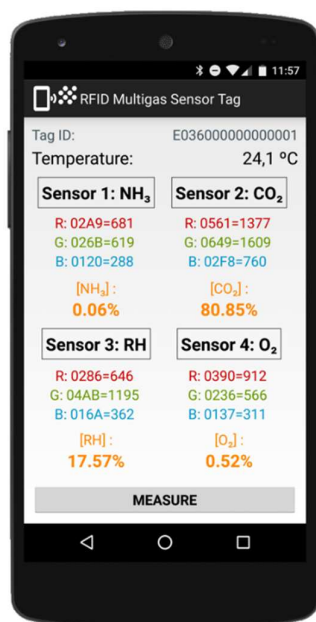 11:57
RFID Multigas Sensor Tag
Tag ID: E036000000000001
Temperature: 24,1 ºC
Sensor 1: NH₃ Sensor 2: CO₂
R: 02A9=681 R: 0561=1377
G: 026B=619 G: 0649=1609
B: 0120=288 B: 02F8=760
[NH₃] : [CO₂] :
0.06% 80.85%
Sensor 3: RH Sensor 4: O₂
R: 0286=646 R: 0390=912
G: 04AB=1195 G: 0236=566
B: 016A=362 B: 0137=311
[RH] : [O₂] :
17.57% 0.52%
MEASURE